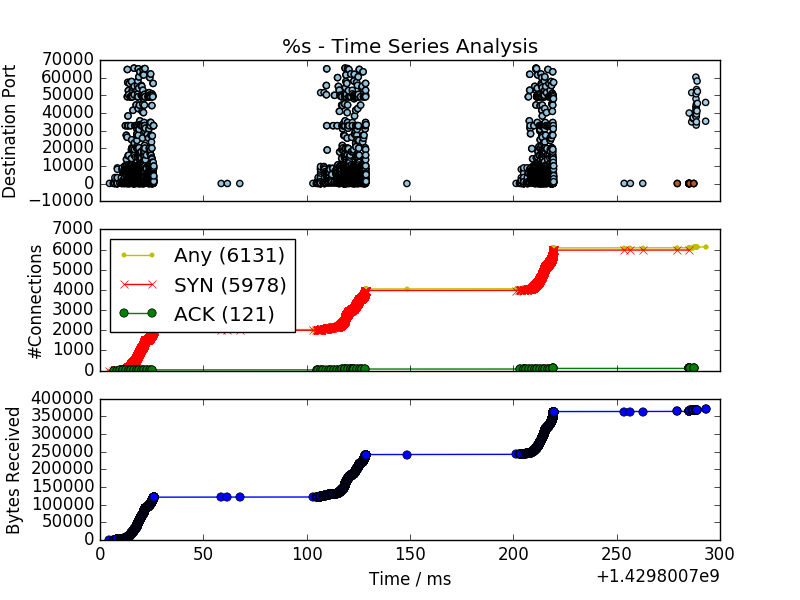 %s - Time Series Analysis
Destination Port
70000
60000
50000
40000
30000
20000
10000
0
−10000
#Connections
7000
6000
5000
4000
3000
2000
1000
0
Any (6131)
SYN (5978)
ACK (121)
Bytes Received
400000
350000
300000
250000
200000
150000
100000
50000
0
0 50 100 150 200 250 300
Time / ms
+1.4298007e9